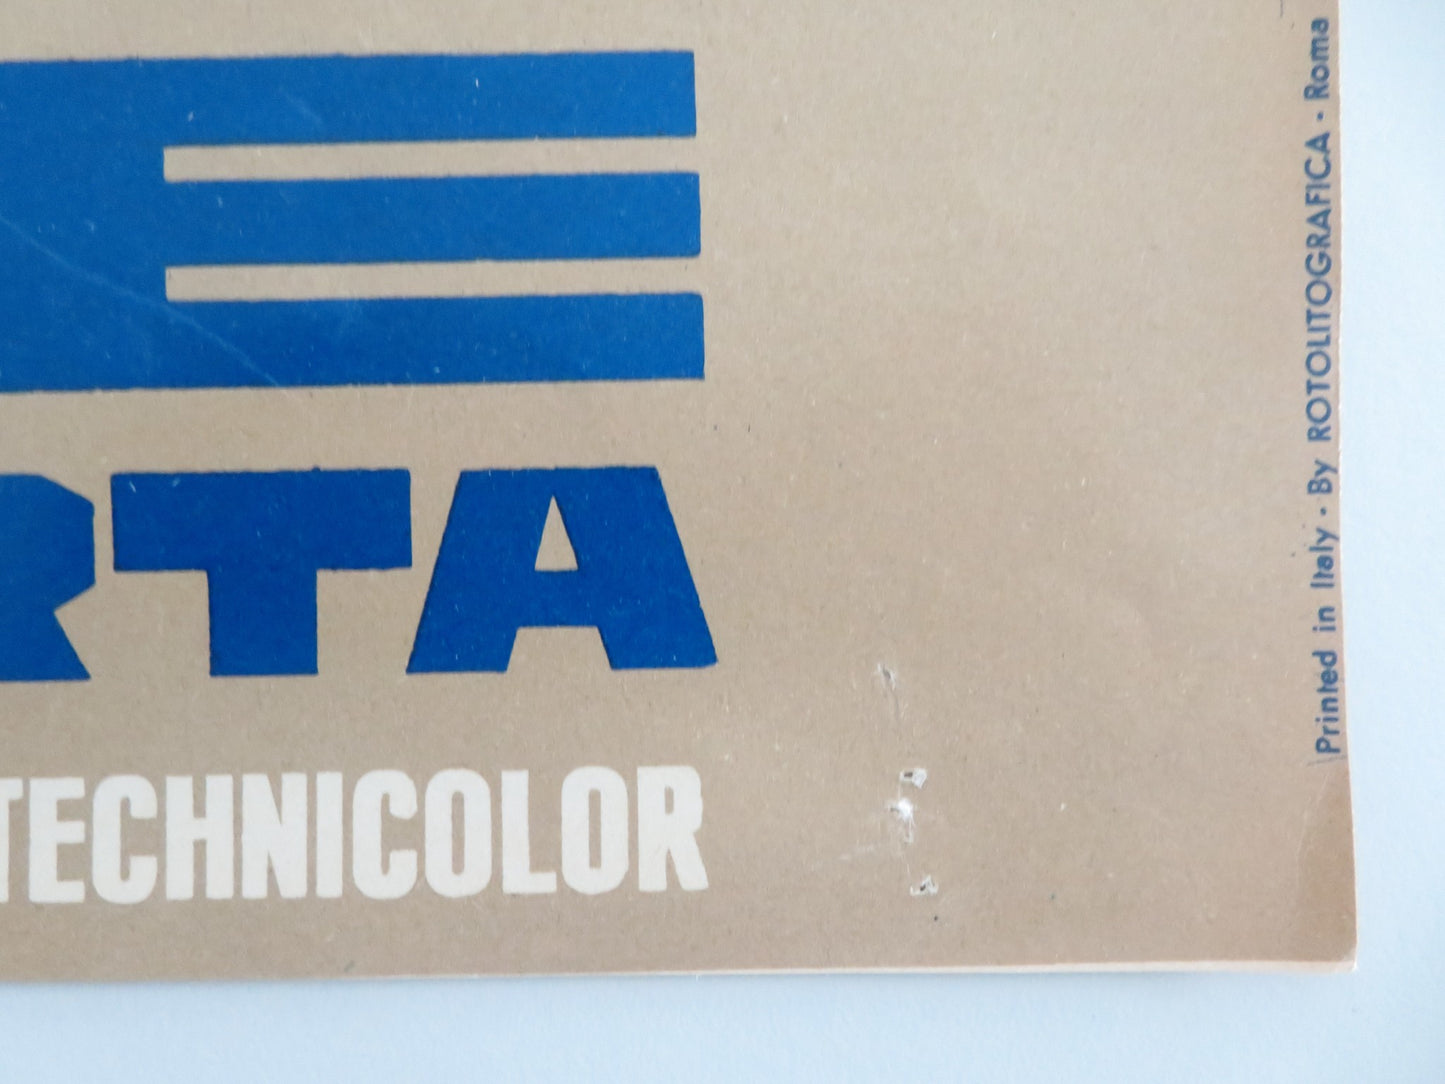 E
RTA
TECHNICOLOR
Printed in Italy · By ROTOLITOGRAFICA · Roma